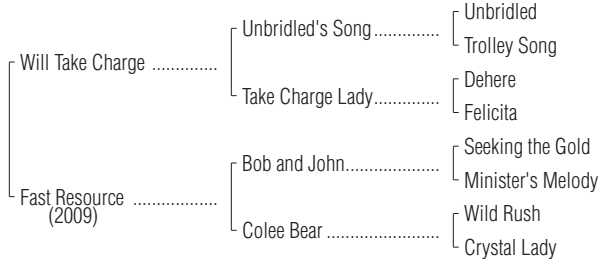 Unbridled
Unbridled's Song..............
Trolley Song
Will Take Charge ..............
Dehere
Take Charge Lady..............
Felicita
Seeking the Gold
Bob and John....................
Minister's Melody
Fast Resource ..................
(2009)
Wild Rush
Colee Bear ........................
Crystal Lady